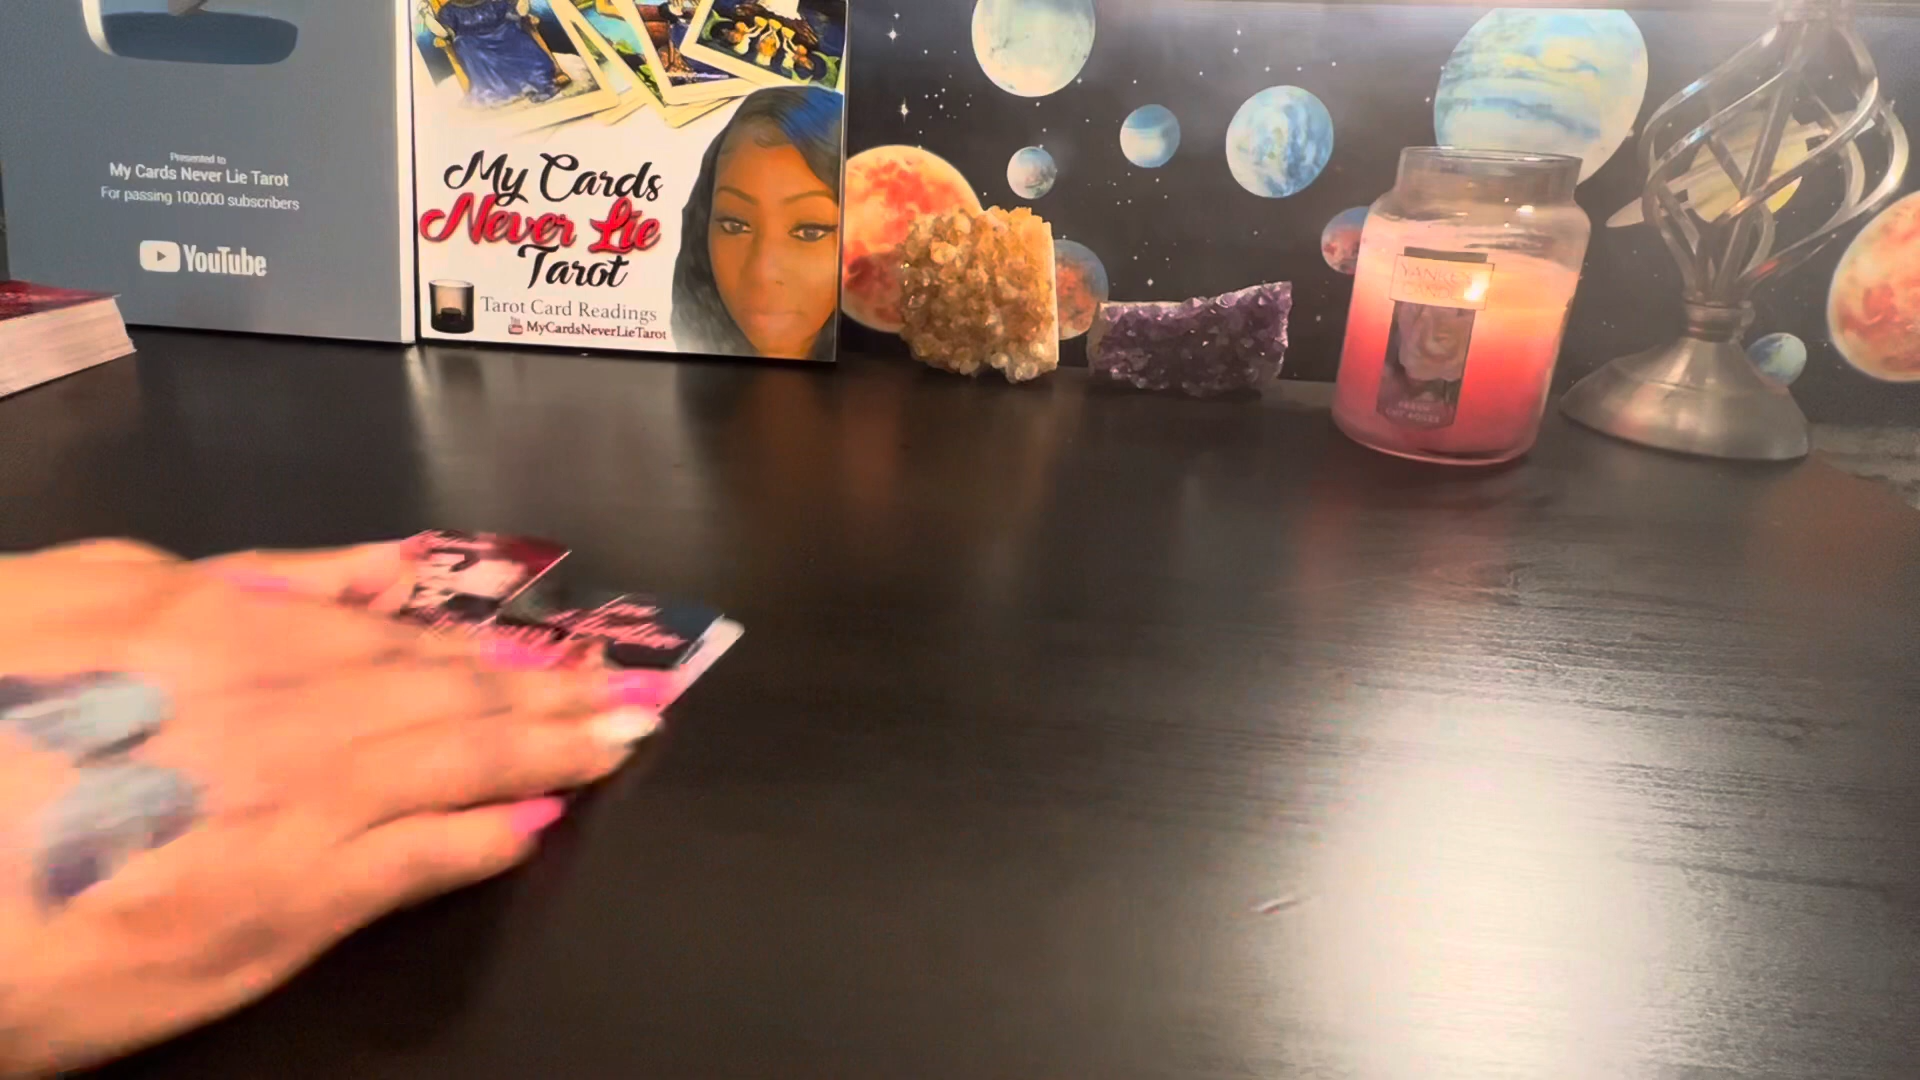 Presented to
My Cards Never Lie Tarot
For passing 100,000 subscribers
YouTube
My Cards
Never Lie
Tarot
Tarot Card Readings
MyCardsNeverLieTarot
YANKEE
CANDLE